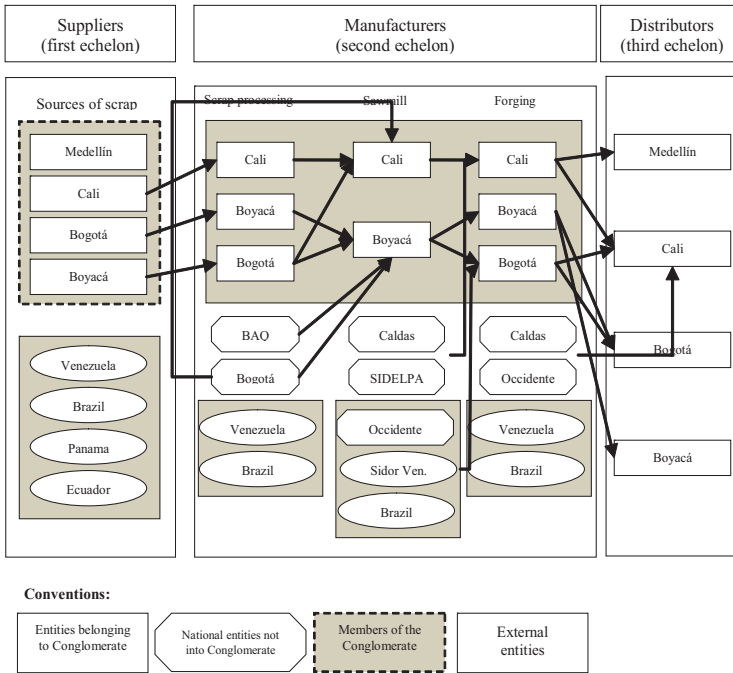 Suppliers
(first echelon)
Manufacturers
(second echelon)
Distributors
(third echelon)
Sources of scrap
Medellín
Cali
Bogotá
Boyacá
Venezuela
Brazil
Panama
Ecuador
Scrap processing
Sawmill
Forging
Cali
Boyacá
Bogotá
BAQ
Bogotá
Venezuela
Brazil
Cali
Boyacá
Caldas
SIDELPA
Occidente
Sidor Ven.
Brazil
Cali
Boyacá
Bogotá
Caldas
Occidente
Venezuela
Brazil
Medellín
Cali
Bogotá
Boyacá
Conventions:
Entities belonging
to Conglomerate
National entities not
into Conglomerate
Members of the
Conglomerate
External
entities